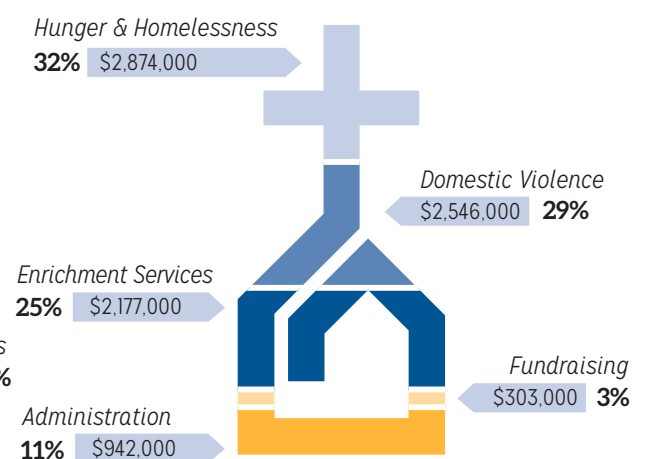 Hunger & Homelessness
32% $2,874,000
Domestic Violence
$2,546,000 29%
Enrichment Services
25% $2,177,000
s
%
Fundraising
$303,000 3%
Administration
11% $942,000